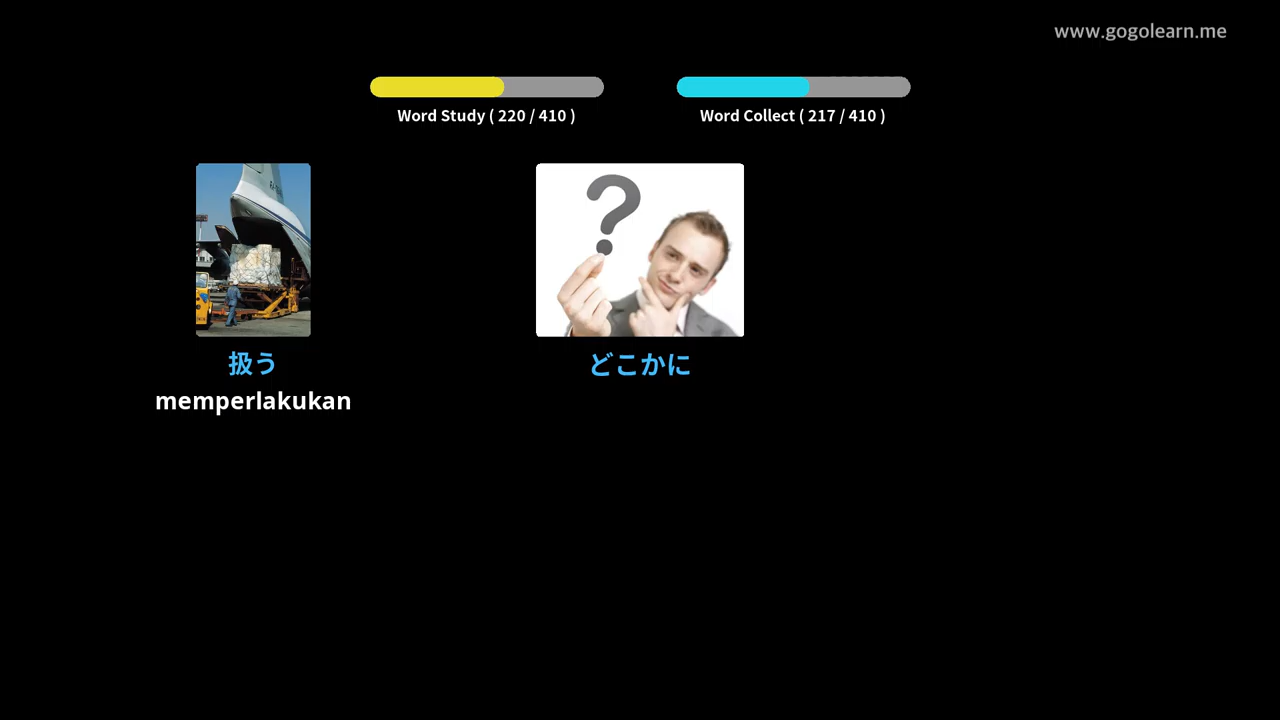 www.gogolearn.me
Word Study ( 220 / 410 )
Word Collect ( 217 / 410 )
扱う
どこかに
memperlakukan